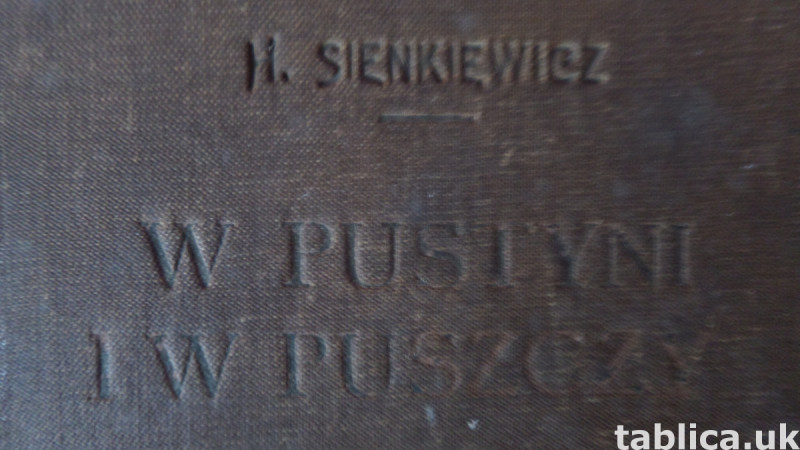 H. SIENKIEWICZ
W PUSTYNI
I W PUSZCZY
tablica.uk